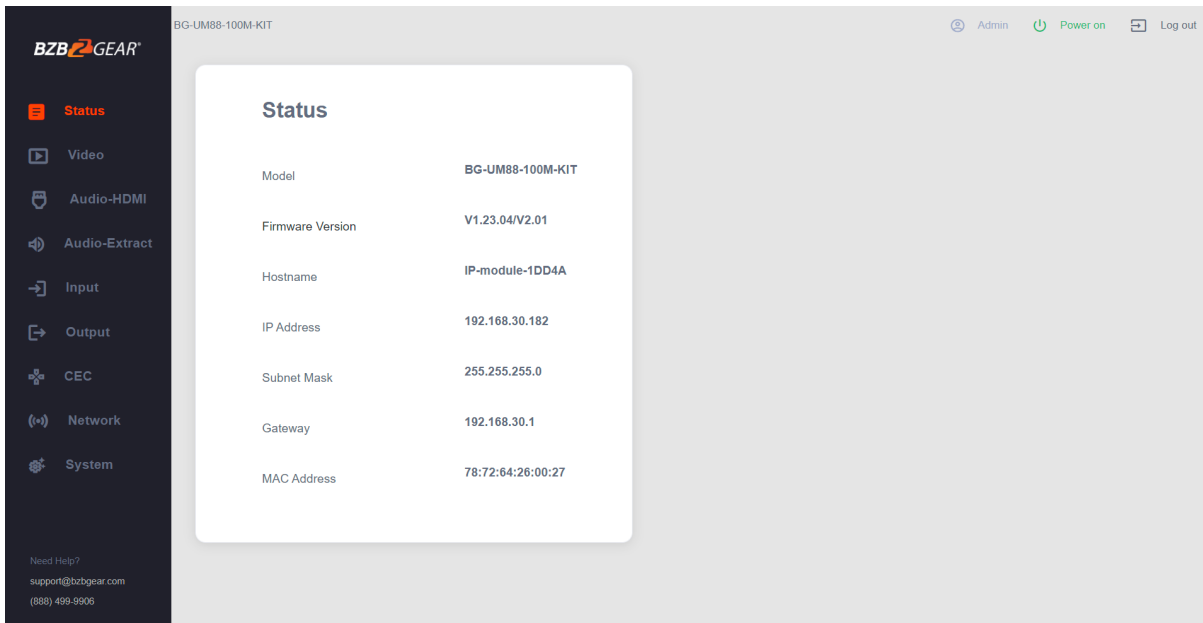 BG-UM88-100M-KIT
Admin
Power on
Log out
BZBGEAR®
Status
Video
Audio-HDMI
Audio-Extract
Input
Output
CEC
Network
System
Need Help?
support@bzbgear.com
(888) 499-9906
Status
Model BG-UM88-100M-KIT
Firmware Version V1.23.04/V2.01
Hostname IP-module-1DD4A
IP Address 192.168.30.182
Subnet Mask 255.255.255.0
Gateway 192.168.30.1
MAC Address 78:72:64:26:00:27